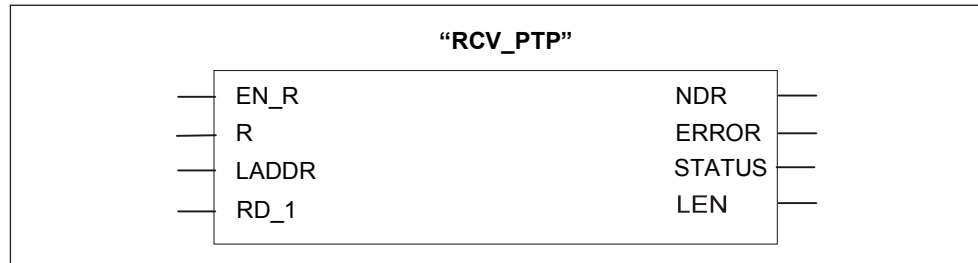 “RCV_PTP”
EN_R NDR
R ERROR
LADDR STATUS
RD_1 LEN